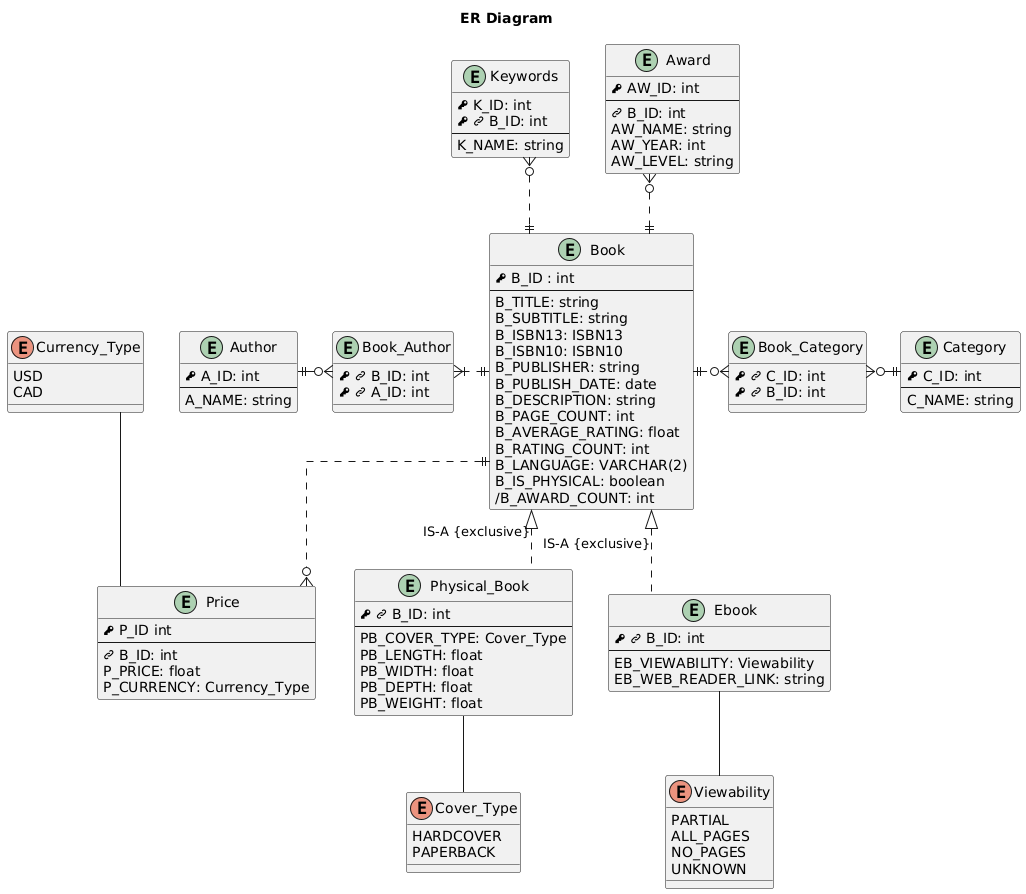 ER Diagram
E Keywords
K_ID: int
B_ID: int
K_NAME: string
E Award
AW_ID: int
B_ID: int
AW_NAME: string
AW_YEAR: int
AW_LEVEL: string
E Book
B_ID : int
B_TITLE: string
B_SUBTITLE: string
B_ISBN13: ISBN13
B_ISBN10: ISBN10
B_PUBLISHER: string
B_PUBLISH_DATE: date
B_DESCRIPTION: string
B_PAGE_COUNT: int
B_AVERAGE_RATING: float
B_RATING_COUNT: int
B_LANGUAGE: VARCHAR(2)
B_IS_PHYSICAL: boolean
/B_AWARD_COUNT: int
E Currency_Type
USD
CAD
E Author
A_ID: int
A_NAME: string
E Book_Author
B_ID: int
A_ID: int
E Book_Category
C_ID: int
B_ID: int
E Category
C_ID: int
C_NAME: string
IS-A {exclusive}
IS-A {exclusive}
E Price
P_ID int
B_ID: int
P_PRICE: float
P_CURRENCY: Currency_Type
E Physical_Book
B_ID: int
PB_COVER_TYPE: Cover_Type
PB_LENGTH: float
PB_WIDTH: float
PB_DEPTH: float
PB_WEIGHT: float
E Ebook
B_ID: int
EB_VIEWABILITY: Viewability
EB_WEB_READER_LINK: string
E Cover_Type
HARDCOVER
PAPERBACK
E Viewability
PARTIAL
ALL_PAGES
NO_PAGES
UNKNOWN